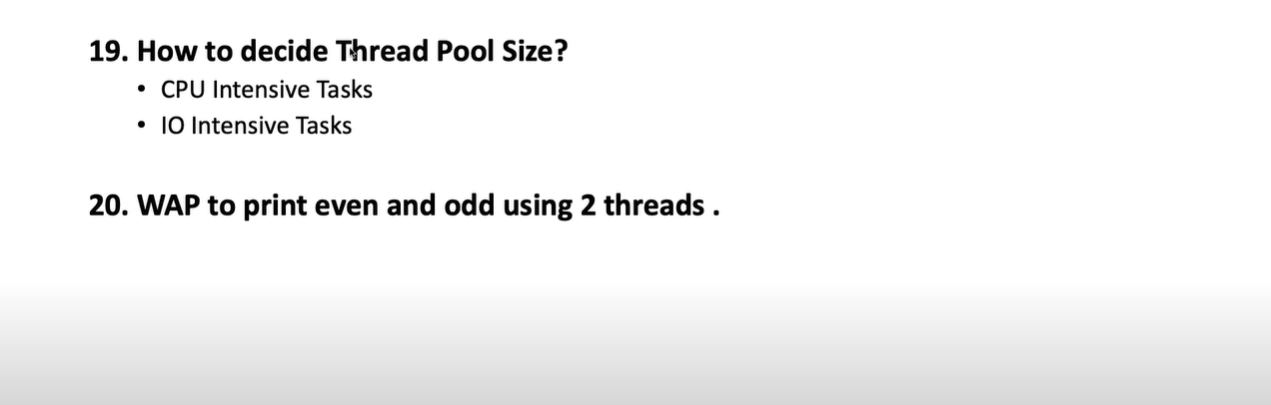 19. How to decide Thread Pool Size?
• CPU Intensive Tasks
• IO Intensive Tasks
20. WAP to print even and odd using 2 threads .